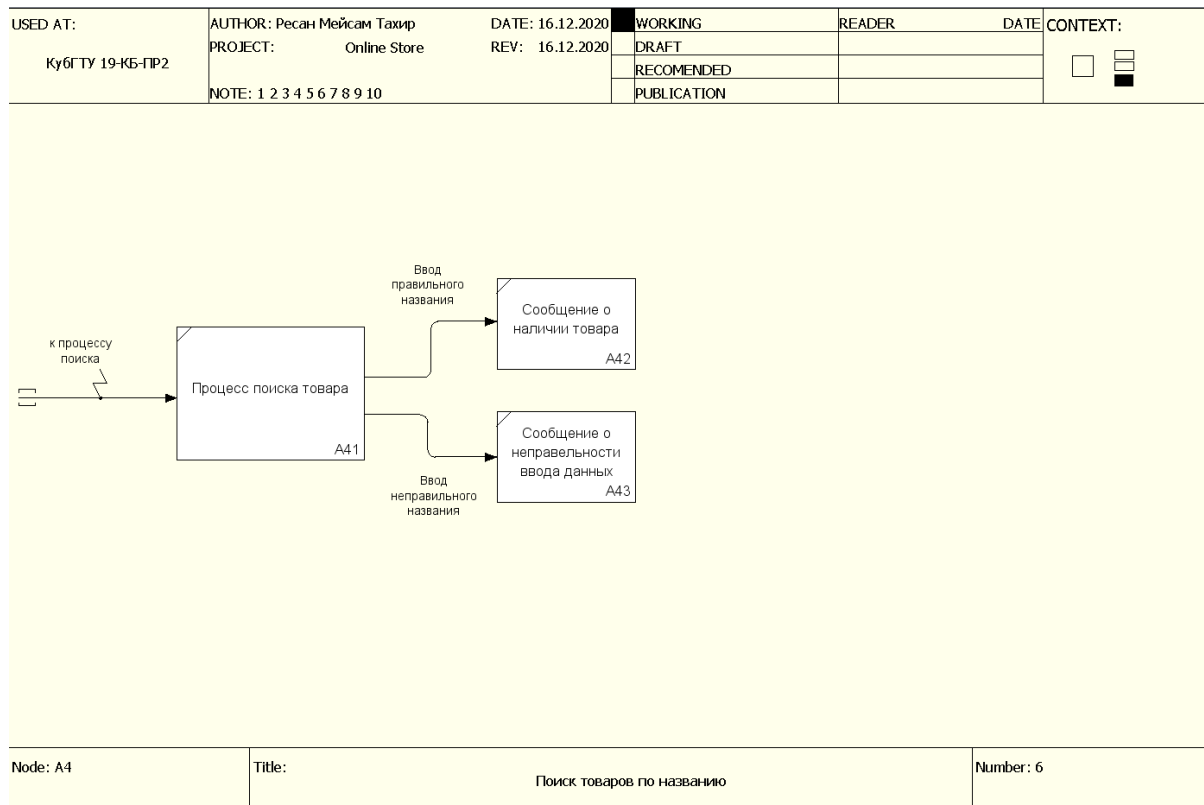 USED AT:
КубГТУ 19-КБ-ПР2
AUTHOR: Ресан Мейсам Тахир
DATE: 16.12.2020
PROJECT: Online Store
REV: 16.12.2020
NOTE: 1 2 3 4 5 6 7 8 9 10
WORKING
DRAFT
RECOMENDED
PUBLICATION
READER
DATE
CONTEXT:
к процессу
поиска
Процесс поиска товара
A41
Ввод
правильного
названия
Сообщение о
наличии товара
A42
Ввод
неправильного
названия
Сообщение о
неправельности
ввода данных
A43
Node: A4
Title:
Поиск товаров по названию
Number: 6